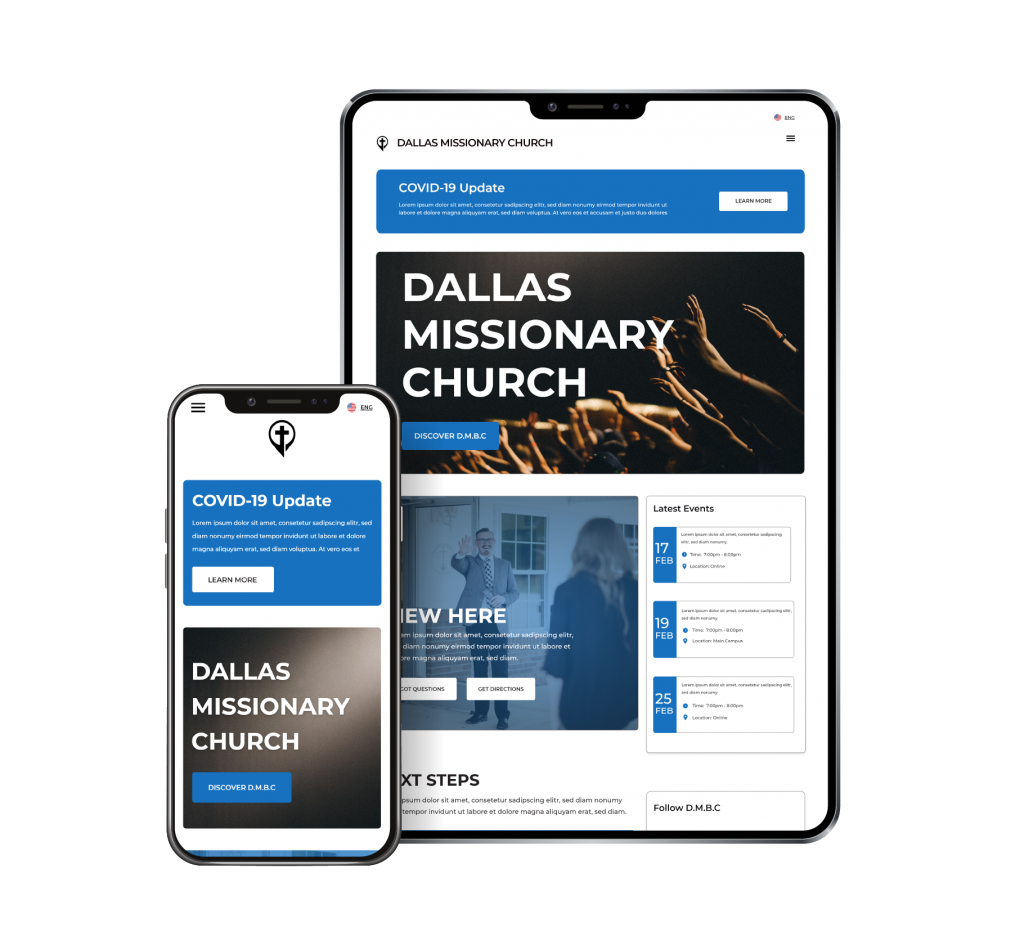 ENG
DALLAS MISSIONARY CHURCH
COVID-19 Update
Lorem ipsum dolor sit amet, consetetur sadipscing elitr, sed diam nonumy eirmod tempor invidunt ut
labore et dolore magna aliquyam erat, sed diam voluptua. At vero eos et accusam et justo duo dolores
LEARN MORE
DALLAS
MISSIONARY
CHURCH
DISCOVER D.M.B.C
IEW HERE
am ipsum dolor sit amet, consetetur sadipscing elitr,
diam nonumy eirmod tempor invidunt ut labore et
ore magna aliquyam erat, sed diam.
GOT QUESTIONS
GET DIRECTIONS
Latest Events
17
FEB
Lorem ipsum dolor sit amet, consetetur sadipscing
elitr, sed diam nonumy.
Time: 7:00pm - 8:00pm
Location: Online
19
FEB
Lorem ipsum dolor sit amet, consetetur sadipscing elitr,
sed diam nonumy.
Time: 7:00pm - 8:00pm
Location: Main Campus
25
FEB
Lorem ipsum dolor sit amet, consetetur sadipscing elitr,
sed diam nonumy.
Time: 7:00pm - 8:00pm
Location: Online
XT STEPS
psum dolor sit amet, consetetur sadipscing elitr, sed diam nonumy
tempor invidunt ut labore et dolore magna aliquyam erat, sed diam.
Follow D.M.B.C
ENG
COVID-19 Update
Lorem ipsum dolor sit amet, consetetur sadipscing elitr, sed
diam nonumy eirmod tempor invidunt ut labore et dolore
magna aliquyam erat, sed diam voluptua. At vero eos et
LEARN MORE
DALLAS
MISSIONARY
CHURCH
DISCOVER D.M.B.C